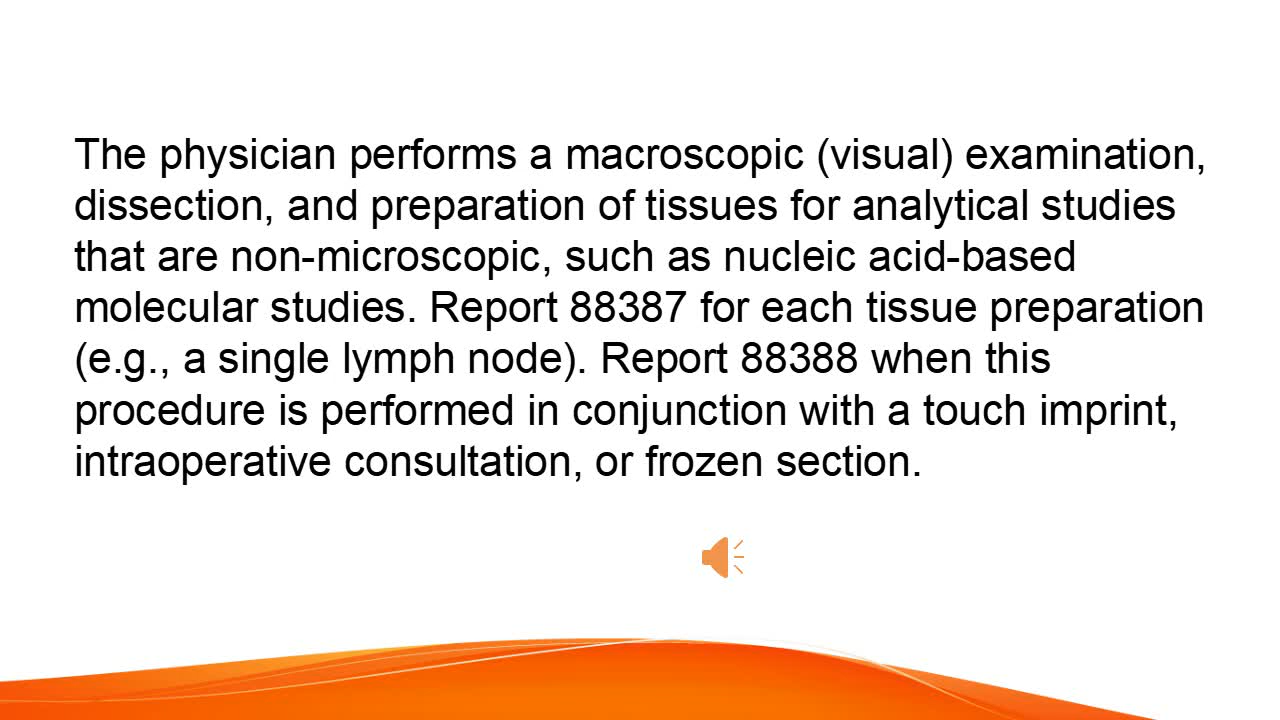 The physician performs a macroscopic (visual) examination,
dissection, and preparation of tissues for analytical studies
that are non-microscopic, such as nucleic acid-based
molecular studies. Report 88387 for each tissue preparation
(e.g., a single lymph node). Report 88388 when this
procedure is performed in conjunction with a touch imprint,
intraoperative consultation, or frozen section.